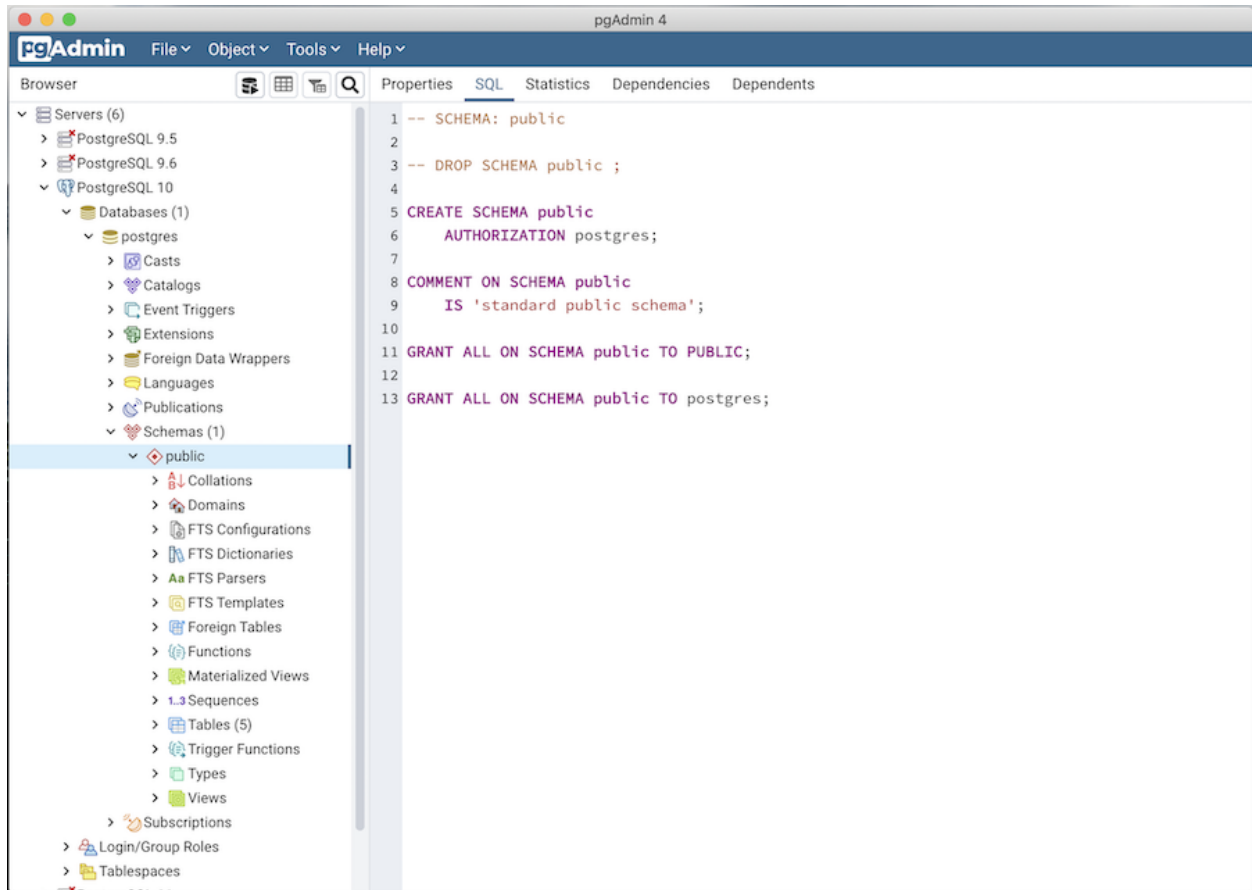 pgAdmin 4
pgAdmin File Object Tools Help
Browser
Properties SQL Statistics Dependencies Dependents
Servers (6)
PostgreSQL 9.5
PostgreSQL 9.6
PostgreSQL 10
Databases (1)
postgres
Casts
Catalogs
Event Triggers
Extensions
Foreign Data Wrappers
Languages
Publications
Schemas (1)
public
A
B
Collations
Domains
FTS Configurations
FTS Dictionaries
Aa FTS Parsers
FTS Templates
Foreign Tables
Functions
Materialized Views
1..3 Sequences
Tables (5)
Trigger Functions
Types
Views
Subscriptions
Login/Group Roles
Tablespaces
1 -- SCHEMA: public
2
3 -- DROP SCHEMA public ;
4
5 CREATE SCHEMA public
6 AUTHORIZATION postgres;
7
8 COMMENT ON SCHEMA public
9 IS 'standard public schema';
10
11 GRANT ALL ON SCHEMA public TO PUBLIC;
12
13 GRANT ALL ON SCHEMA public TO postgres;